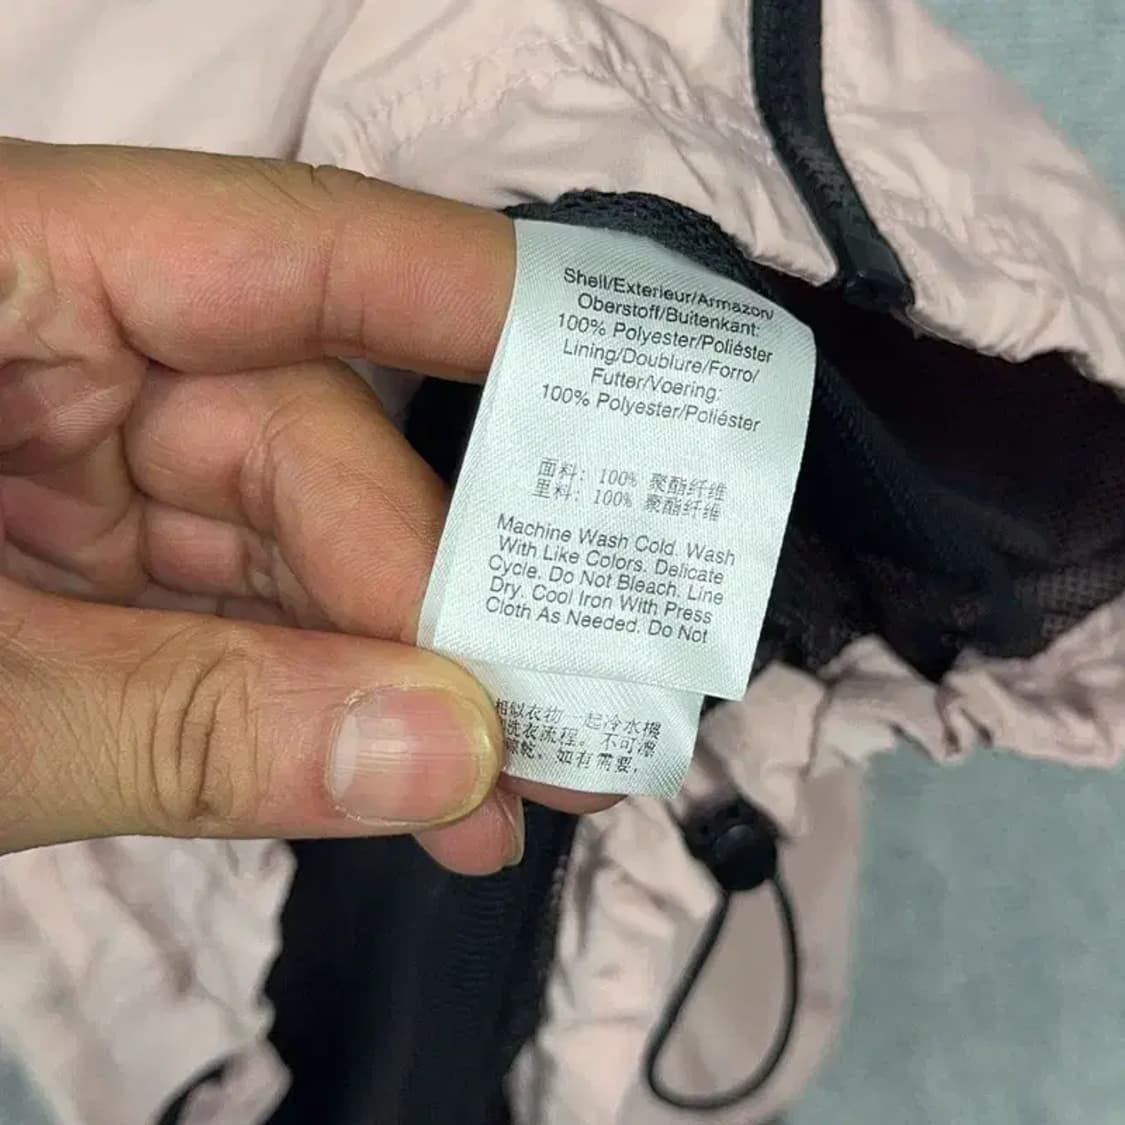 Shell/Exterieur/Armazon/
Oberstoff/Buitenkant:
100% Polyester/Poliéster
Lining/Doublure/Forro/
Futter/Voering:
100% Polyester/Poliéster
面料: 100% 聚酯纤维
里料: 100% 聚酯纤维
Machine Wash Cold. Wash
With Like Colors. Delicate
Cycle. Do Not Bleach. Line
Dry. Cool Iron With Press
Cloth As Needed. Do Not
相似衣物一起冷水機
洗衣流程。不可漂
乾，如有需要，